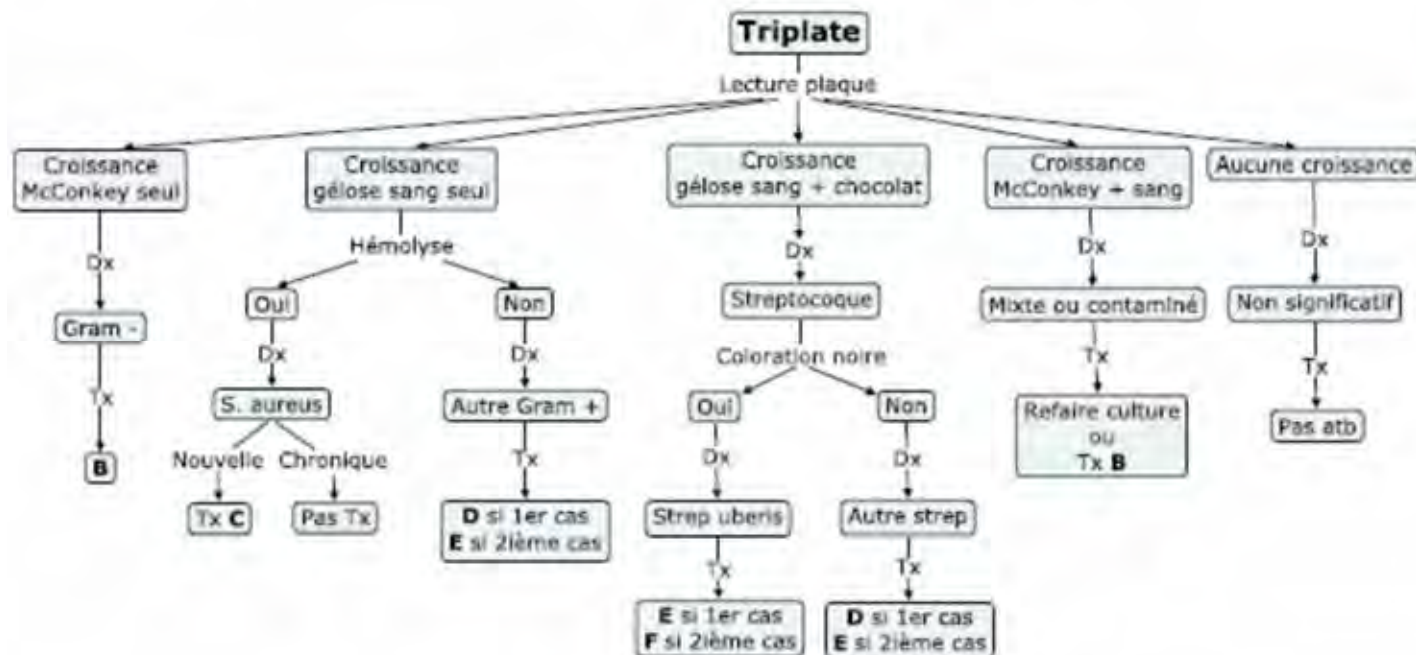 Triplate
Lecture plaque
Croissance
McConkey seul
Croissance
gélose sang seul
Croissance
gélose sang + chocolat
Croissance
McConkey + sang
Aucune croissance
Dx
Hémolyse
Dx
Dx
Dx
Gram -
Oui
Non
Streptocoque
Mixte ou contaminé
Non significatif
Dx
Dx
Coloration noire
Tx
Tx
Tx
S. aureus
Autre Gram +
Oui
Non
Refaire culture
ou
Tx B
Pas atb
B
Nouvelle
Chronique
Tx
Dx
Dx
Tx C
Pas Tx
D si 1er cas
E si 2ième cas
Strep uberis
Autre strep
Tx
Tx
E si 1er cas
F si 2ième cas
D si 1er cas
E si 2ième cas